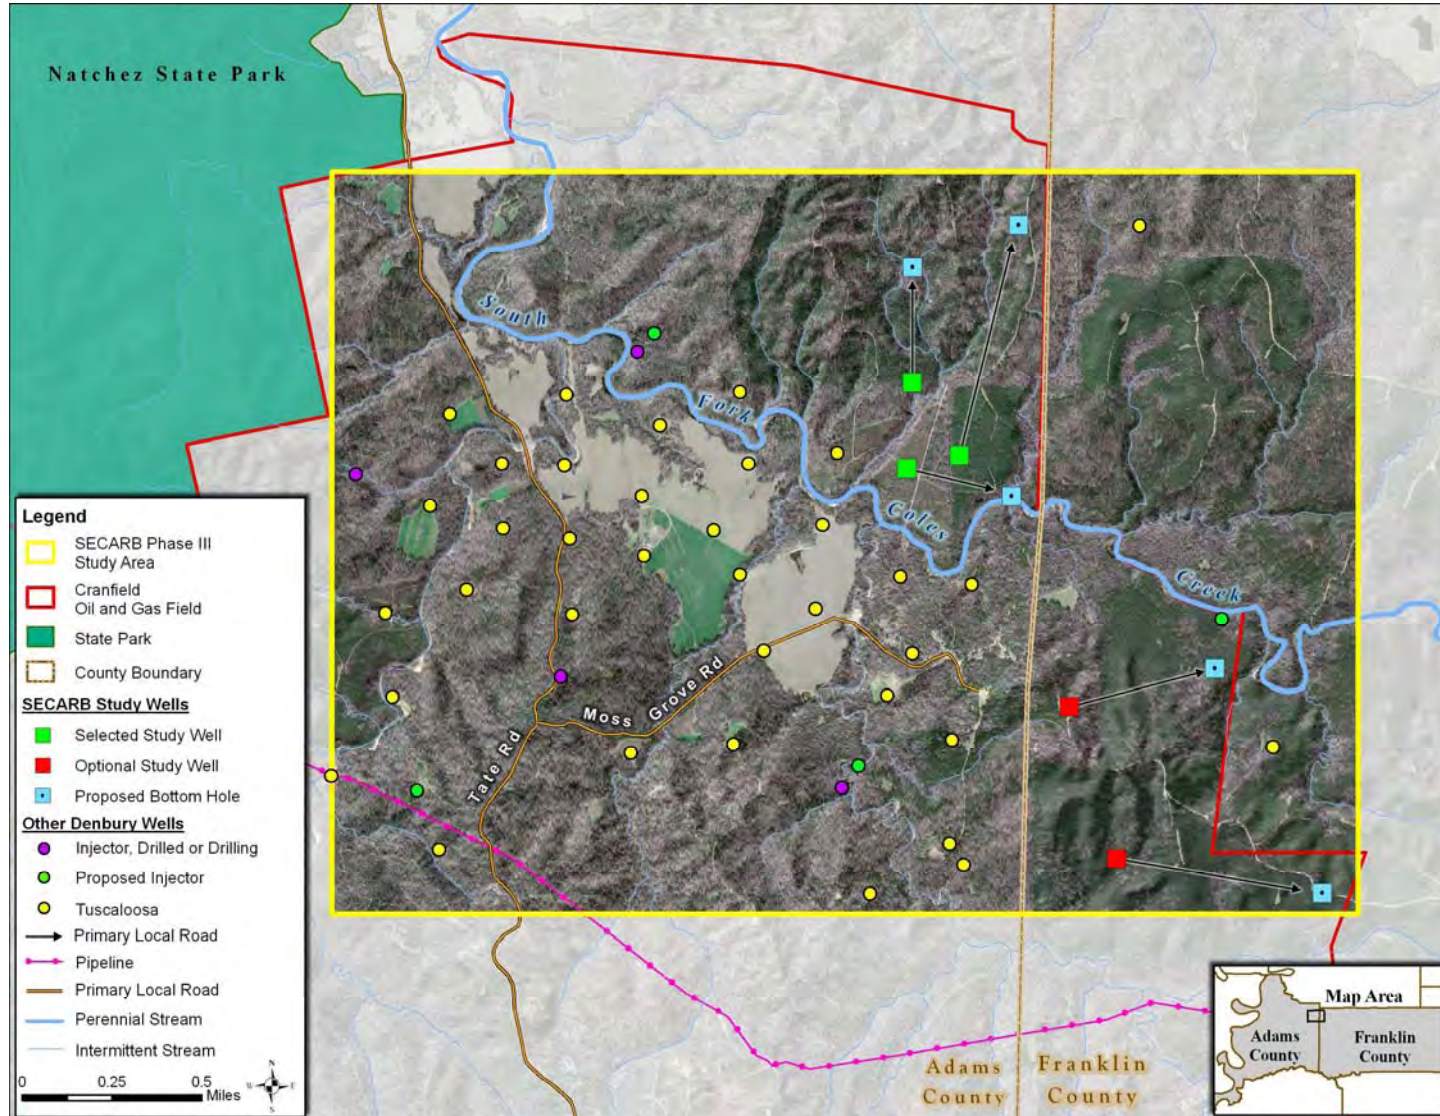 Natchez State Park
South
Fork
Coles
Creek
Tate Rd
Moss Grove Rd
Legend
SECARB Phase III
Study Area
Cranfield
Oil and Gas Field
State Park
County Boundary
SECARB Study Wells
Selected Study Well
Optional Study Well
Proposed Bottom Hole
Other Denbury Wells
Injector, Drilled or Drilling
Proposed Injector
Tuscaloosa
Primary Local Road
Pipeline
Primary Local Road
Perennial Stream
Intermittent Stream
0 0.25 0.5
Miles
N
W E
S
Adams
County
Franklin
County
Map Area
Adams
County
Franklin
County